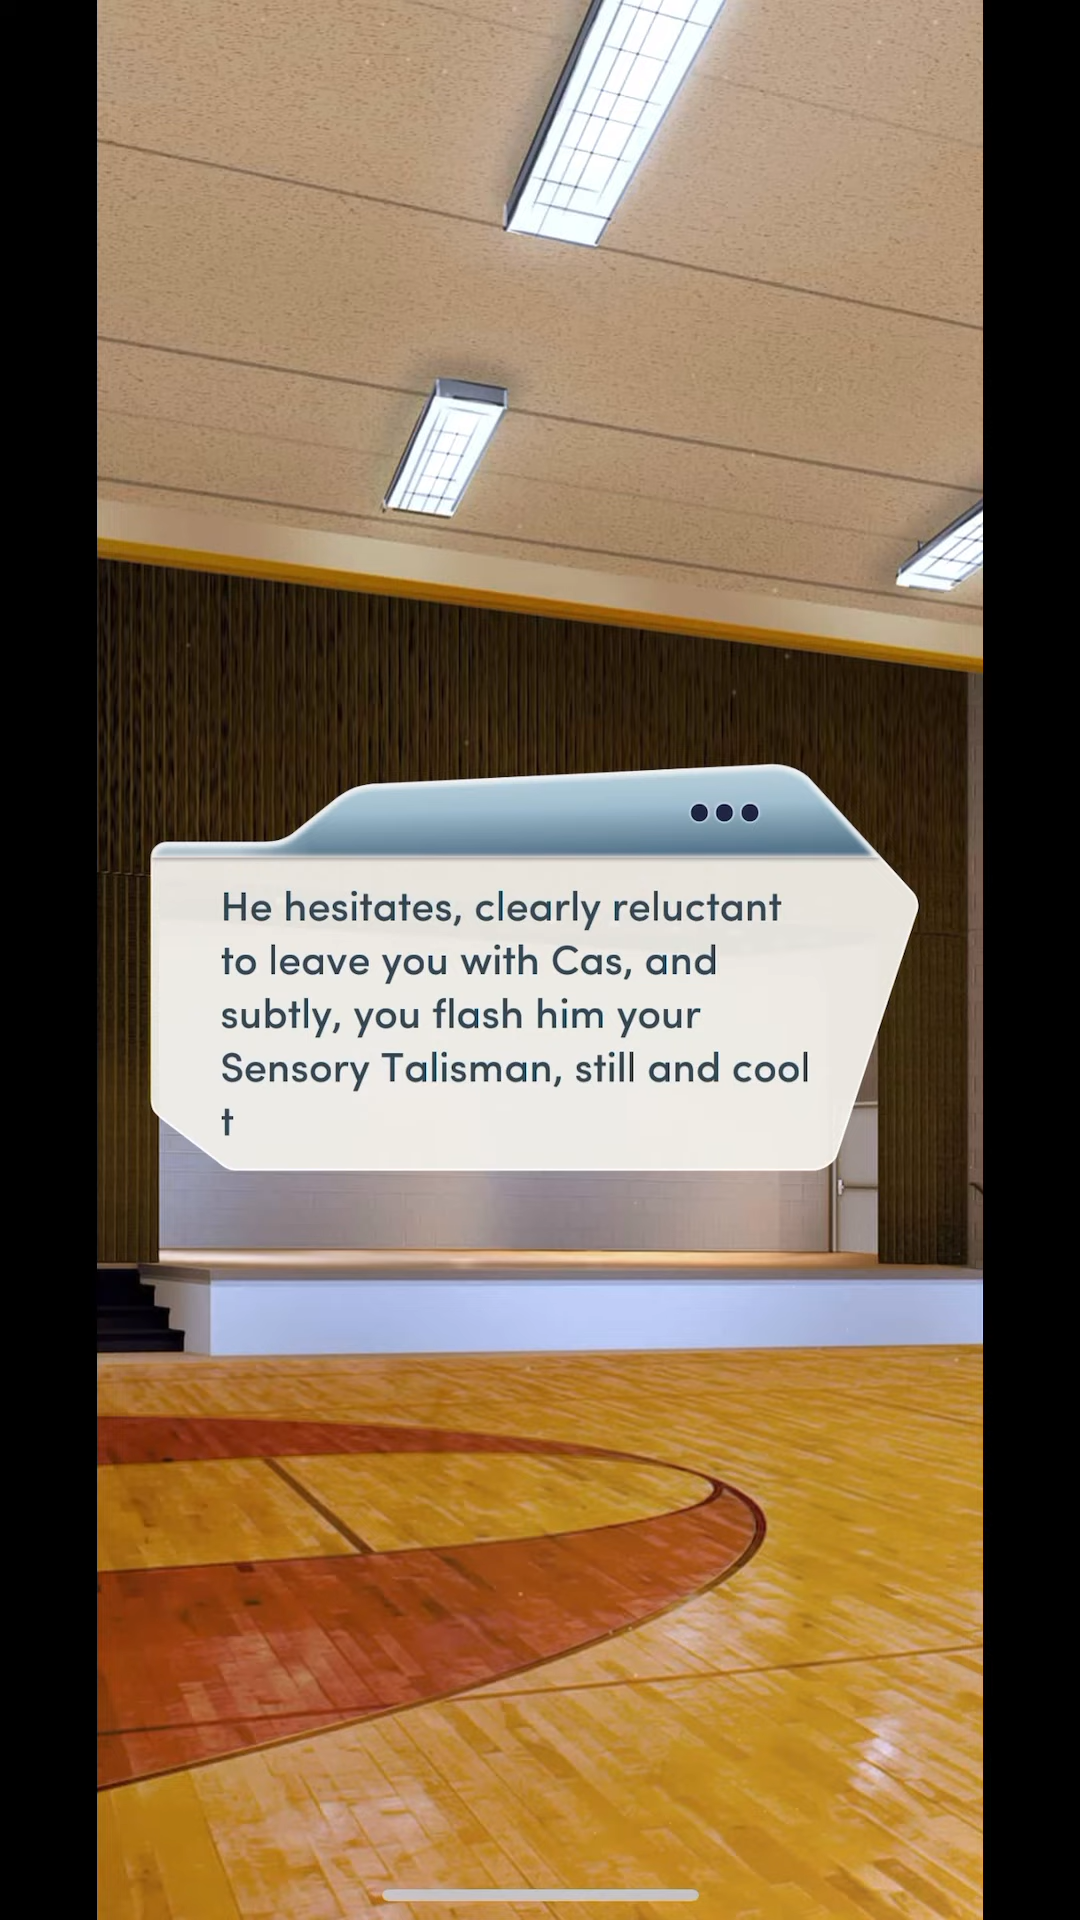 He hesitates, clearly reluctant
to leave you with Cas, and
subtly, you flash him your
Sensory Talisman, still and cool
t